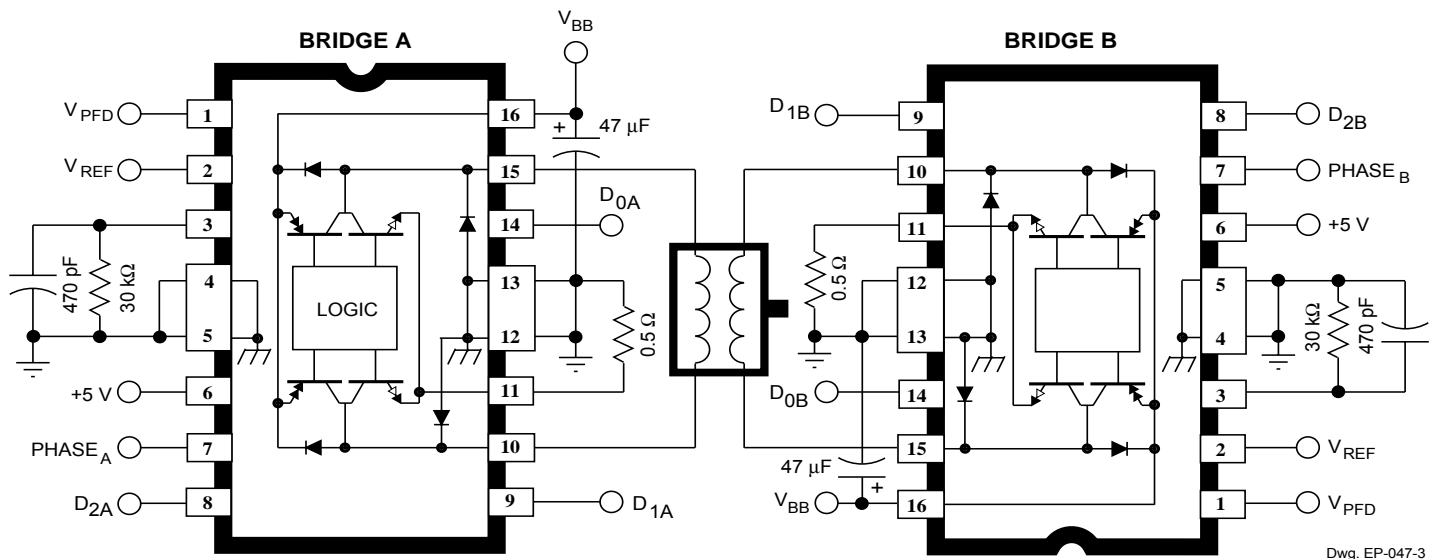 V_BB
BRIDGE A
BRIDGE B
V_PFD
1
16
+
47 µF
D_1B
9
8
D_2B
V_REF
2
15
10
7
PHASE_B
D_0A
3
14
11
6
+5 V
470 pF
30 kΩ
4
LOGIC
13
0.5 Ω
0.5 Ω
12
5
30 kΩ
470 pF
5
12
13
4
+5 V
6
11
D_0B
14
3
PHASE_A
7
10
15
2
V_REF
47 µF
+
D_2A
8
9
D_1A
V_BB
16
1
V_PFD
Dwg. EP-047-3